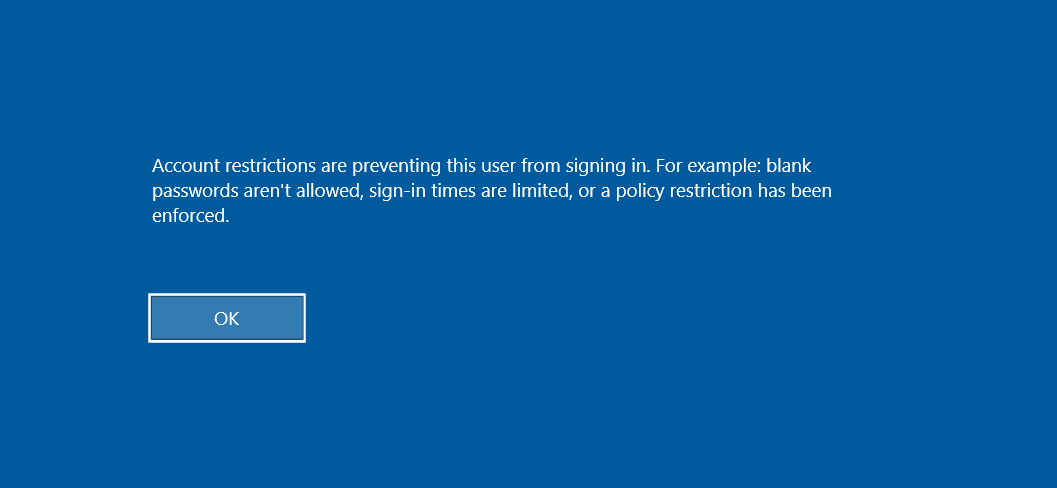 Account restrictions are preventing this user from signing in. For example: blank
passwords aren't allowed, sign-in times are limited, or a policy restriction has been
enforced.
OK